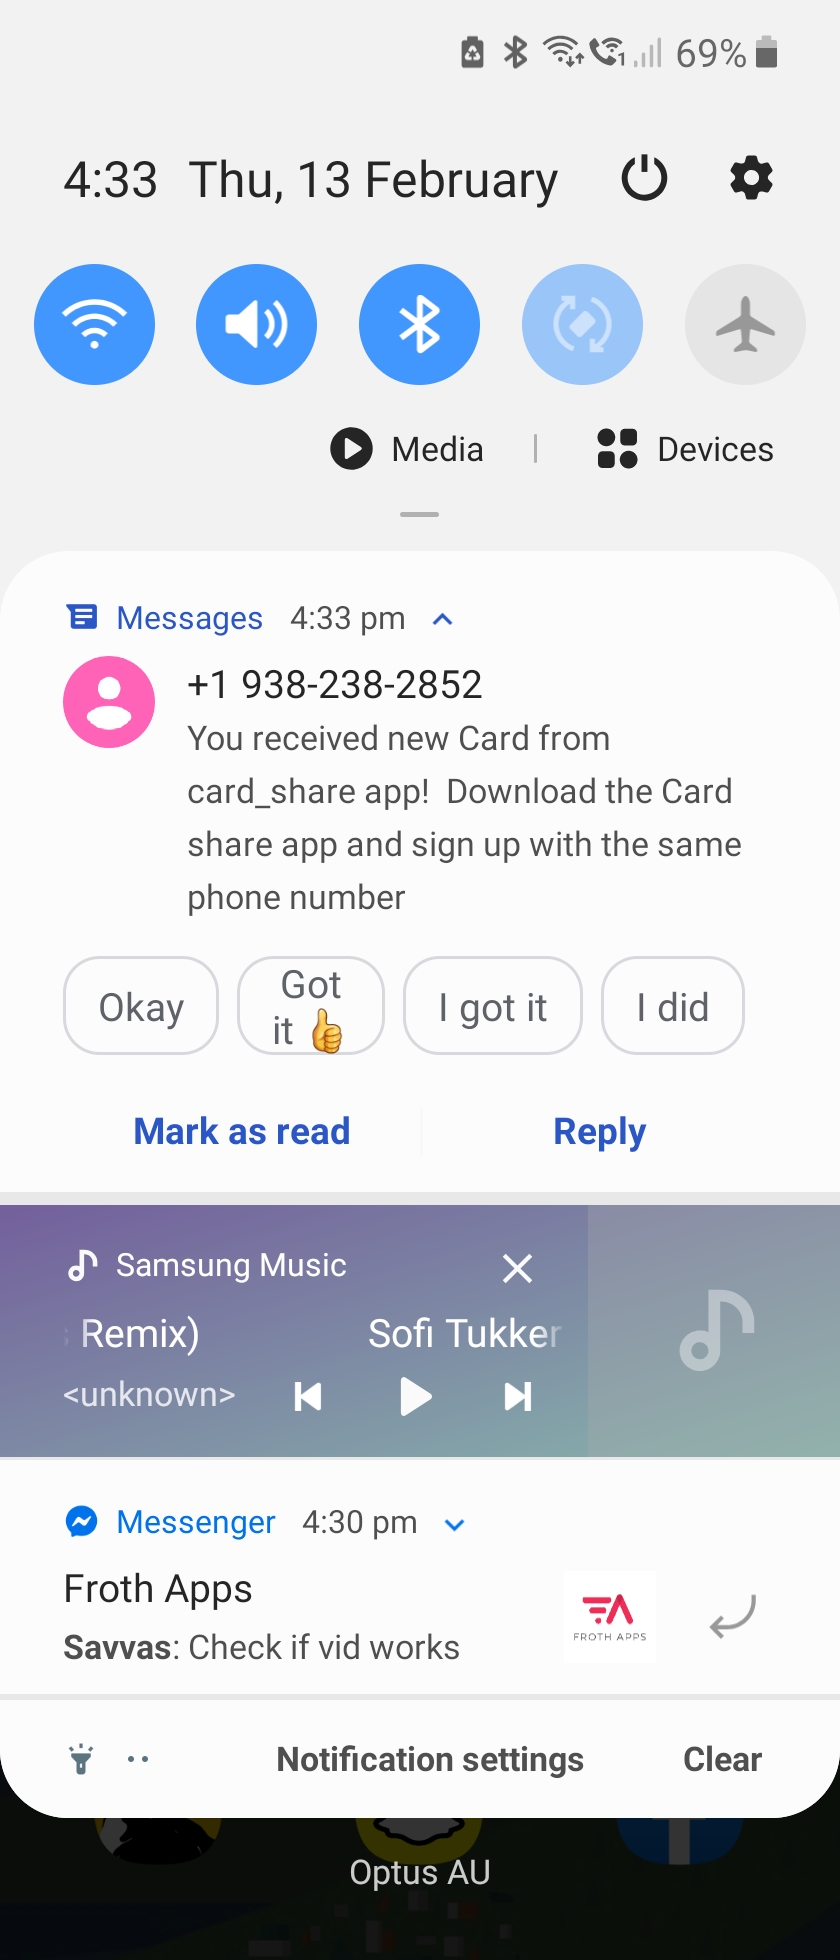 69%
4:33 Thu, 13 February
Media | Devices
Messages 4:33 pm
+1 938-238-2852
You received new Card from
card_share app!  Download the Card
share app and sign up with the same
phone number
Okay
Got
it 👍
I got it
I did
Mark as read
Reply
Samsung Music
Remix) Sofi Tukker
<unknown>
Messenger 4:30 pm
Froth Apps
FROTH APPS
Savvas: Check if vid works
Notification settings Clear
Optus AU